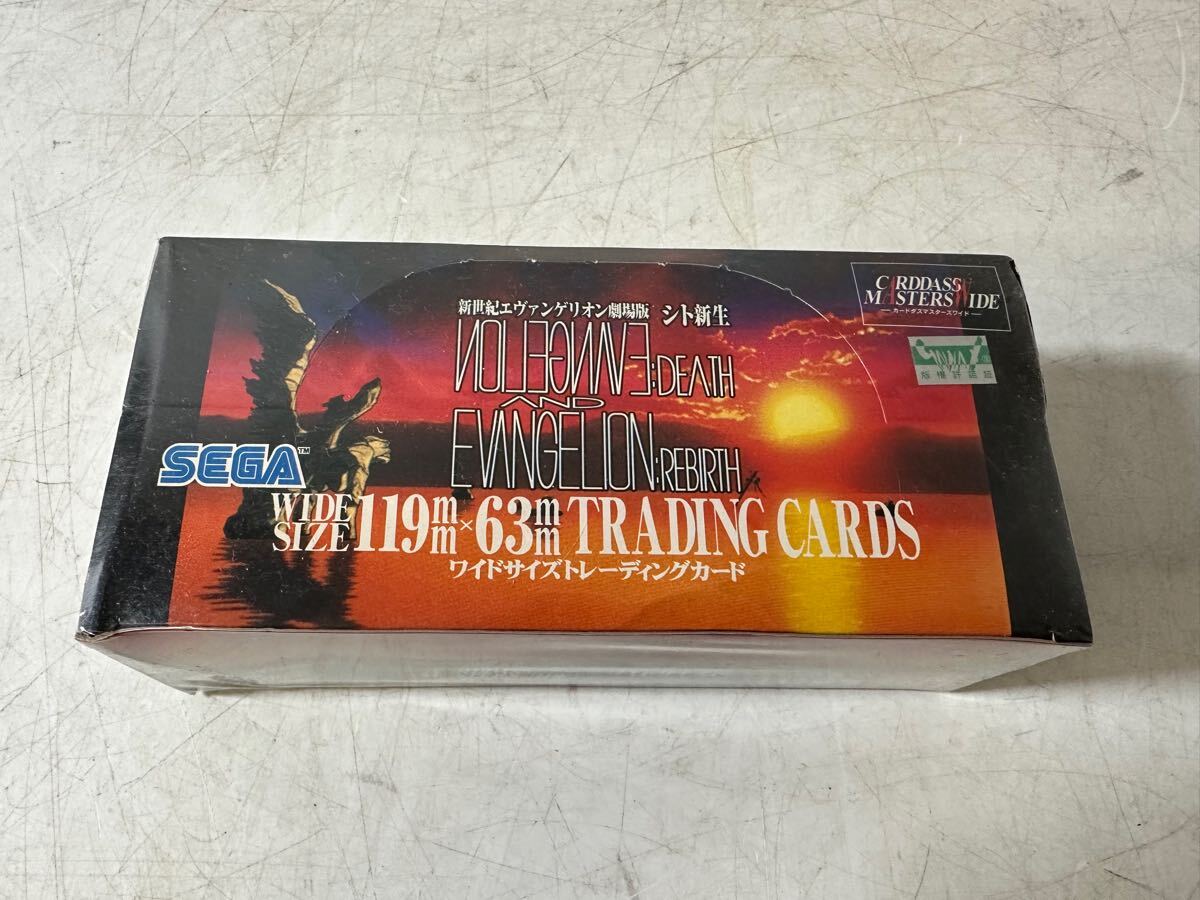 新世紀エヴァンゲリオン劇場版 シト新生
EVANGELION:DEATH
AND
EVANGELION:REBIRTH
CARDDASS
MASTERS WIDE
カードダスマスターズワイド
版権許諾証
SEGA™
WIDE SIZE 119mm×63mm TRADING CARDS
ワイドサイズトレーディングカード